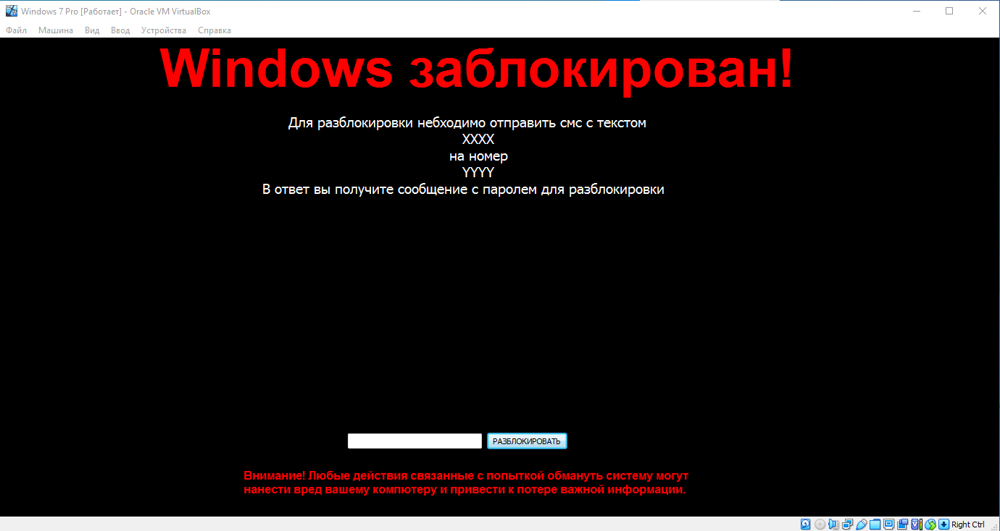 Windows 7 Pro [Работает] - Oracle VM VirtualBox
Файл Машина Вид Ввод Устройства Справка
Windows заблокирован!
Для разблокировки небходимо отправить смс с текстом
XXXX
на номер
YYYY
В ответ вы получите сообщение с паролем для разблокировки
РАЗБЛОКИРОВАТЬ
Внимание! Любые действия связанные с попыткой обмануть систему могут
нанести вред вашему компютеру и привести к потере важной информации.
Right Ctrl